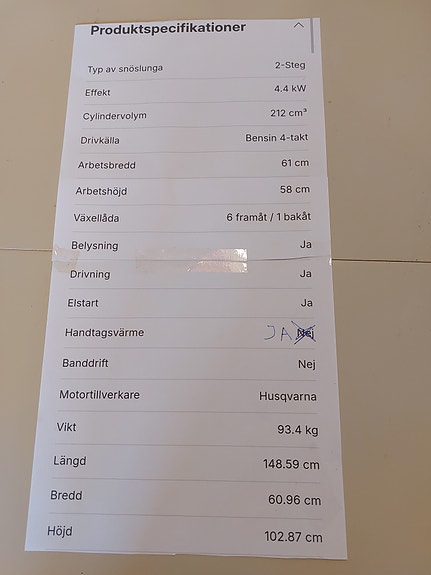 Produktspecifikationer
Typ av snöslunga 2-Steg
Effekt 4.4 kW
Cylindervolym 212 cm³
Drivkälla Bensin 4-takt
Arbetsbredd 61 cm
Arbetshöjd 58 cm
Växellåda 6 framåt / 1 bakåt
Belysning Ja
Drivning Ja
Elstart Ja
Handtagsvärme JA Nej
Banddrift Nej
Motortillverkare Husqvarna
Vikt 93.4 kg
Längd 148.59 cm
Bredd 60.96 cm
Höjd 102.87 cm